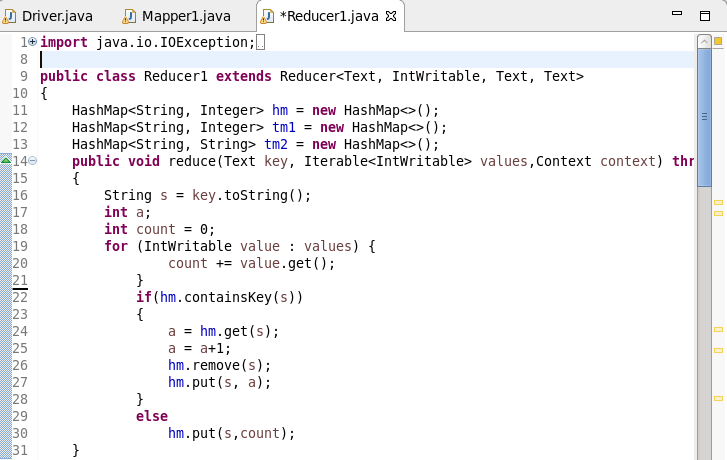 Driver.java Mapper1.java *Reducer1.java
1 import java.io.IOException;
8
9 public class Reducer1 extends Reducer<Text, IntWritable, Text, Text>
10 {
11 HashMap<String, Integer> hm = new HashMap<>();
12 HashMap<String, Integer> tm1 = new HashMap<>();
13 HashMap<String, String> tm2 = new HashMap<>();
14 public void reduce(Text key, Iterable<IntWritable> values,Context context) thr
15 {
16 String s = key.toString();
17 int a;
18 int count = 0;
19 for (IntWritable value : values) {
20 count += value.get();
21 }
22 if(hm.containsKey(s))
23 {
24 a = hm.get(s);
25 a = a+1;
26 hm.remove(s);
27 hm.put(s, a);
28 }
29 else
30 hm.put(s,count);
31 }